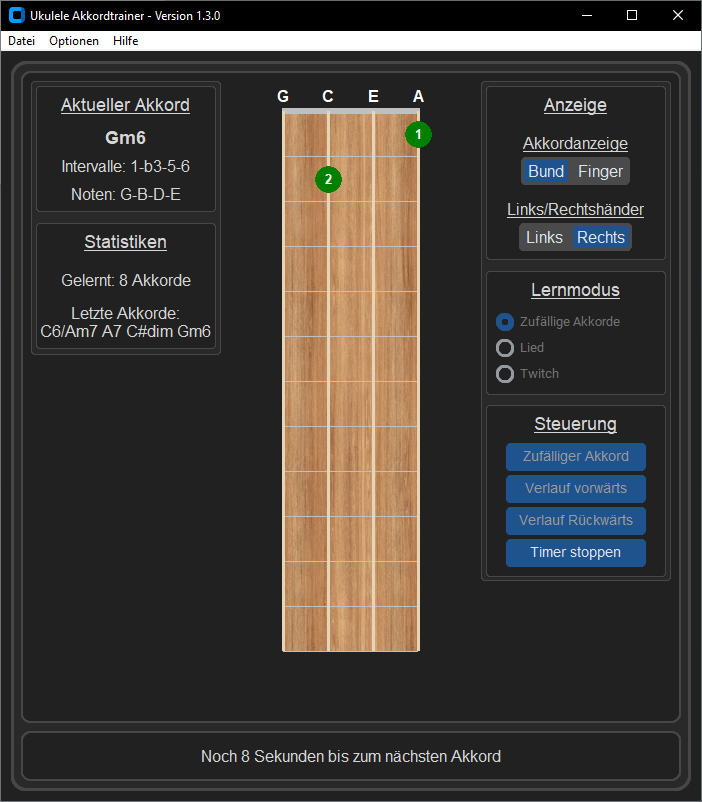 Ukulele Akkordtrainer - Version 1.3.0
Datei Optionen Hilfe
Aktueller Akkord
Gm6
Intervalle: 1-b3-5-6
Noten: G-B-D-E
Statistiken
Gelernt: 8 Akkorde
Letzte Akkorde:
C6/Am7 A7 C#dim Gm6
G C E A
1
2
Anzeige
Akkordanzeige
Bund Finger
Links/Rechtshänder
Links Rechts
Lernmodus
Zufällige Akkorde
Lied
Twitch
Steuerung
Zufälliger Akkord
Verlauf vorwärts
Verlauf Rückwärts
Timer stoppen
Noch 8 Sekunden bis zum nächsten Akkord